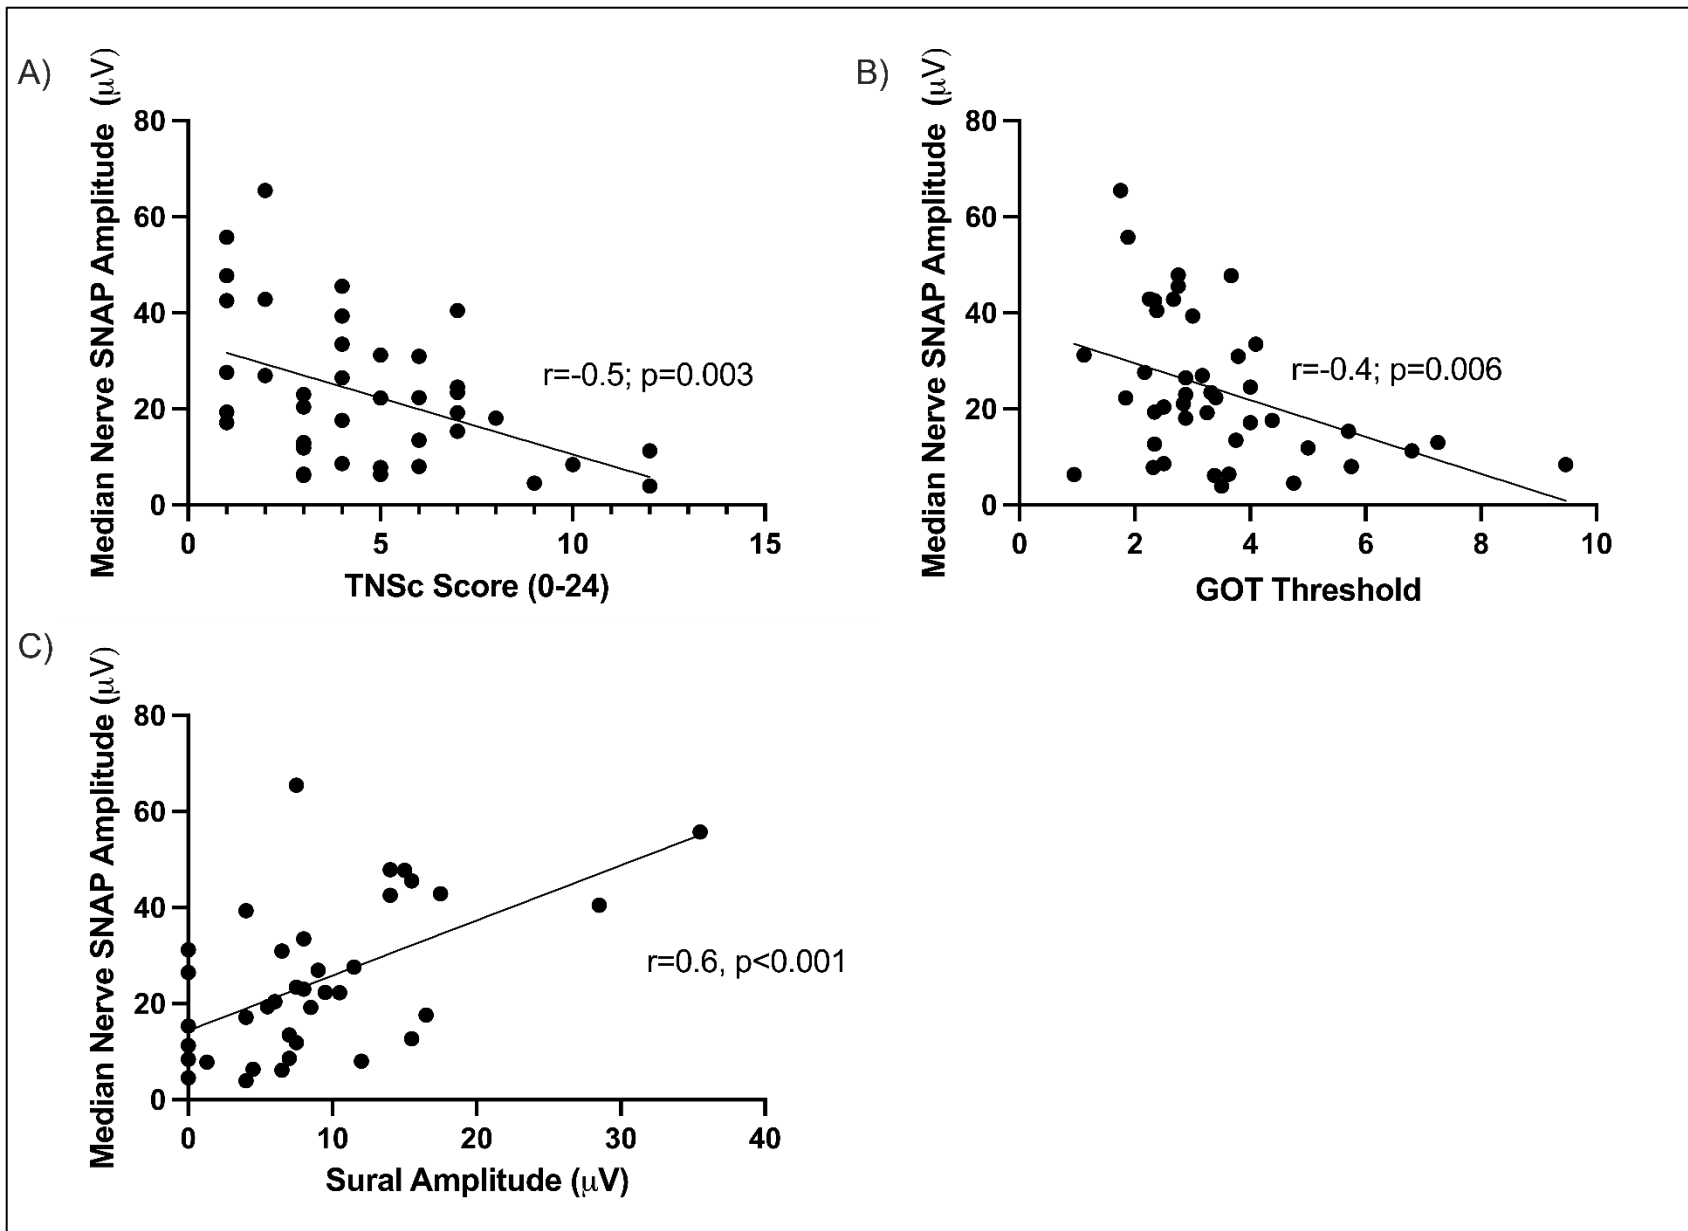 A)
Median Nerve SNAP Amplitude (μV)
80
60
40
20
0
r=-0.5; p=0.003
0 5 10 15
TNSc Score (0-24)
B)
Median Nerve SNAP Amplitude (μV)
80
60
40
20
0
r=-0.4; p=0.006
0 2 4 6 8 10
GOT Threshold
C)
Median Nerve SNAP Amplitude (μV)
80
60
40
20
0
r=0.6, p<0.001
0 10 20 30 40
Sural Amplitude (μV)